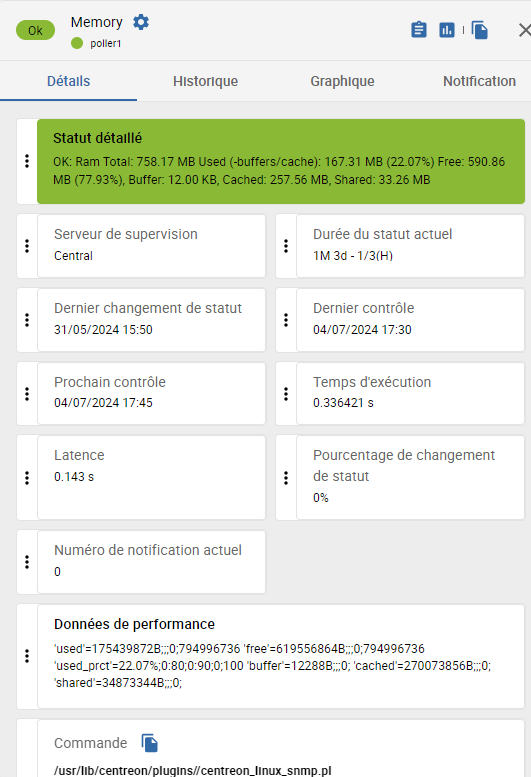 Ok
Memory
poller1
Détails
Historique
Graphique
Notification
Statut détaillé
OK: Ram Total: 758.17 MB Used (-buffers/cache): 167.31 MB (22.07%) Free: 590.86
MB (77.93%), Buffer: 12.00 KB, Cached: 257.56 MB, Shared: 33.26 MB
Serveur de supervision
Central
Durée du statut actuel
1M 3d - 1/3(H)
Dernier changement de statut
31/05/2024 15:50
Dernier contrôle
04/07/2024 17:30
Prochain contrôle
04/07/2024 17:45
Temps d'exécution
0.336421 s
Latence
0.143 s
Pourcentage de changement
de statut
0%
Numéro de notification actuel
0
Données de performance
'used'=175439872B;;;0;794996736 'free'=619556864B;;;0;794996736
'used_prct'=22.07%;0:80;0:90;0;100 'buffer'=12288B;;;0; 'cached'=270073856B;;;0;
'shared'=34873344B;;;0;
Commande
/usr/lib/centreon/plugins//centreon_linux_snmp.pl